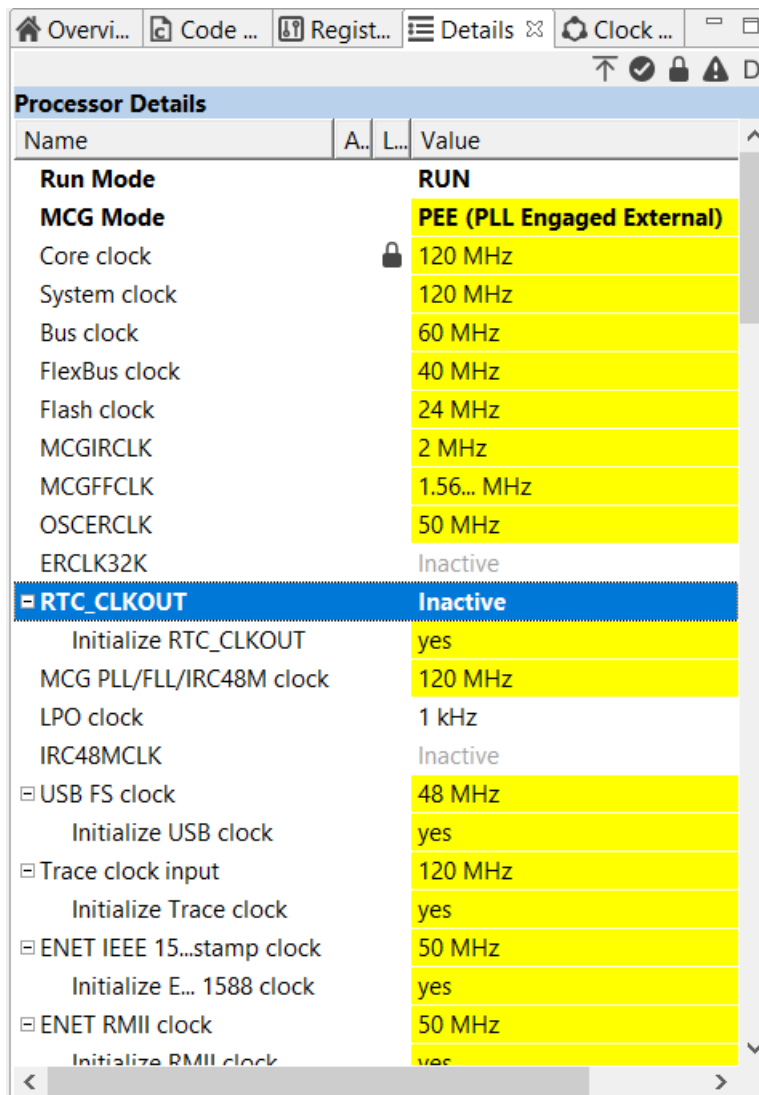 Overvi... Code ... Regist... Details Clock ...
D
Processor Details
Name A.. L... Value
Run Mode RUN
MCG Mode PEE (PLL Engaged External)
Core clock 120 MHz
System clock 120 MHz
Bus clock 60 MHz
FlexBus clock 40 MHz
Flash clock 24 MHz
MCGIRCLK 2 MHz
MCGFFCLK 1.56... MHz
OSCERCLK 50 MHz
ERCLK32K Inactive
RTC_CLKOUT Inactive
Initialize RTC_CLKOUT yes
MCG PLL/FLL/IRC48M clock 120 MHz
LPO clock 1 kHz
IRC48MCLK Inactive
USB FS clock 48 MHz
Initialize USB clock yes
Trace clock input 120 MHz
Initialize Trace clock yes
ENET IEEE 15...stamp clock 50 MHz
Initialize E... 1588 clock yes
ENET RMII clock 50 MHz
Initialize RMII clock yes